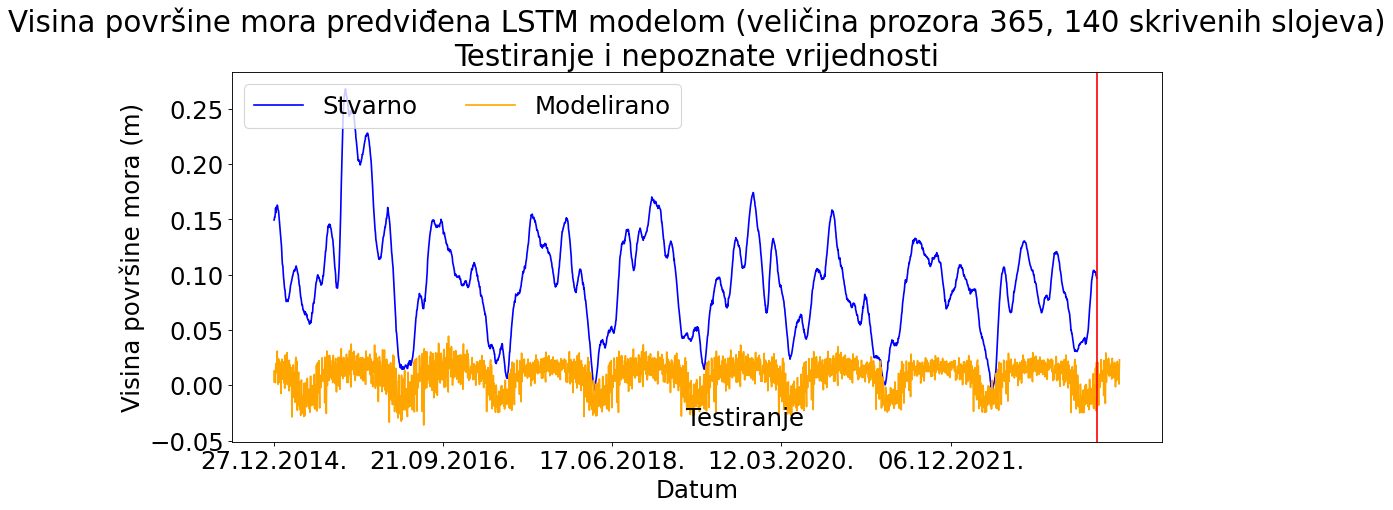 Visina površine mora predviđena LSTM modelom (veličina prozora 365, 140 skrivenih slojeva)
Testiranje i nepoznate vrijednosti
Stvarno Modelirano
Visina površine mora (m)
0.25
0.20
0.15
0.10
0.05
0.00
−0.05
Testiranje
27.12.2014. 21.09.2016. 17.06.2018. 12.03.2020. 06.12.2021.
Datum